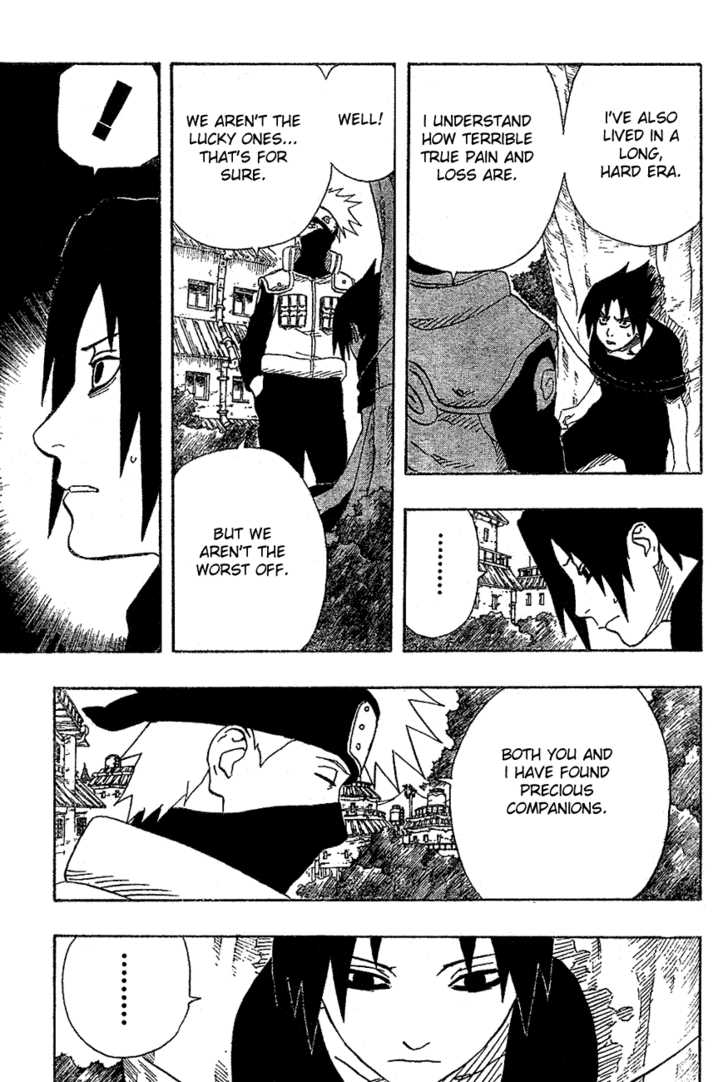 I'VE ALSO
LIVED IN A
LONG,
HARD ERA.
I UNDERSTAND
HOW TERRIBLE
TRUE PAIN AND
LOSS ARE.
WELL!
WE AREN'T THE
LUCKY ONES...
THAT'S FOR
SURE.
BUT WE
AREN'T THE
WORST OFF.
!
........
BOTH YOU AND
I HAVE FOUND
PRECIOUS
COMPANIONS.
.........